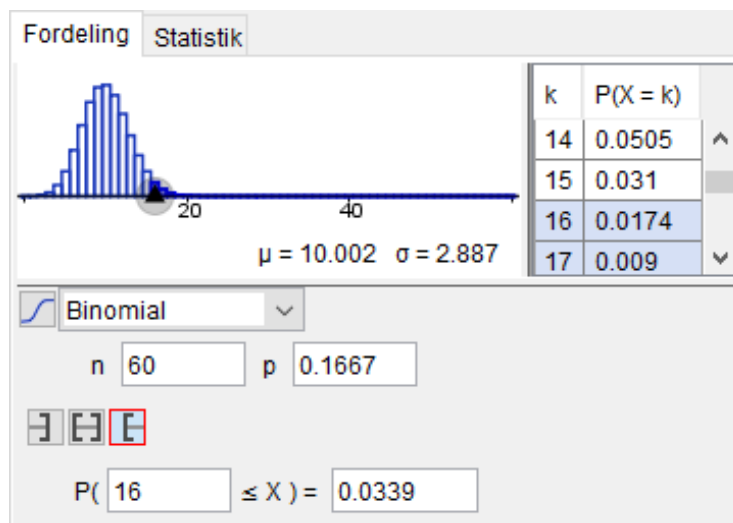 Fordeling Statistik
20 40
μ = 10.002 σ = 2.887
k P(X = k)
14 0.0505
15 0.031
16 0.0174
17 0.009
Binomial
n 60 p 0.1667
P( 16 ≤ X ) = 0.0339